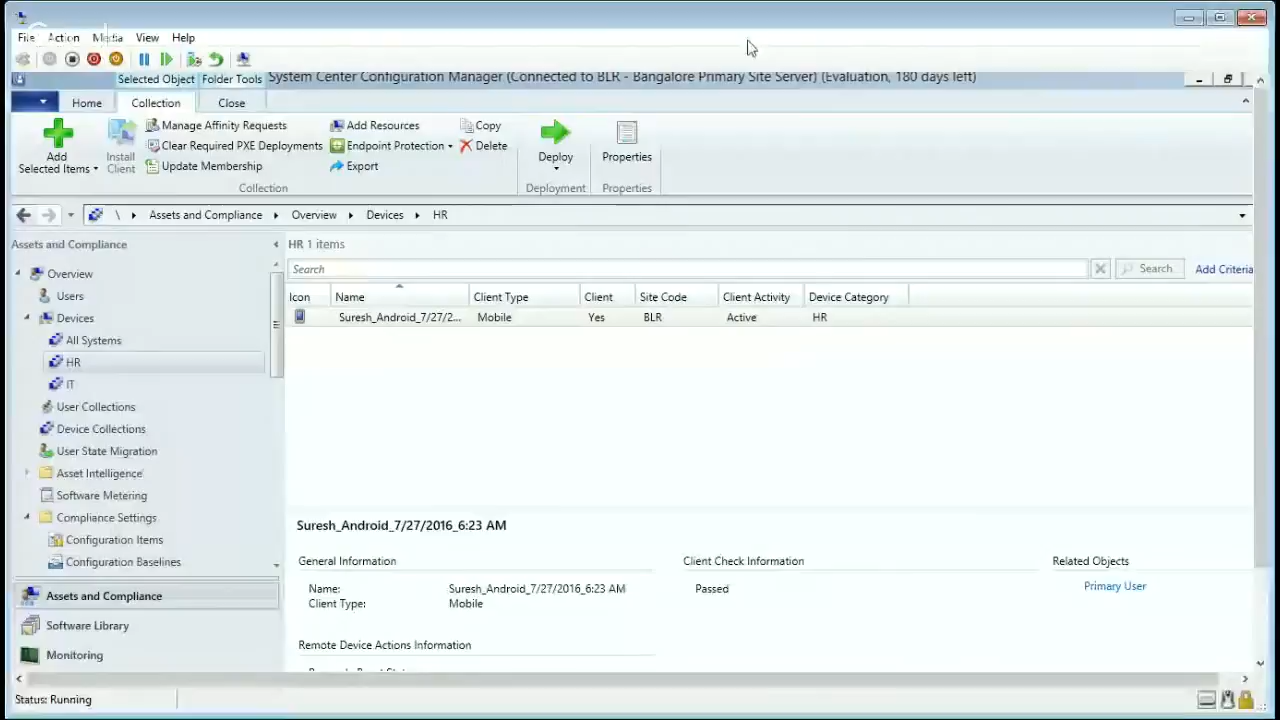 File Action Media View Help
Selected Object Folder Tools System Center Configuration Manager (Connected to BLR - Bangalore Primary Site Server) (Evaluation, 180 days left)
Home Collection Close
Add Selected Items
Install Client
Manage Affinity Requests
Clear Required PXE Deployments
Update Membership
Add Resources
Endpoint Protection
Export
Copy
Delete
Deploy
Properties
Collection Deployment Properties
\ Assets and Compliance Overview Devices HR
Assets and Compliance
Overview
Users
Devices
All Systems
HR
IT
User Collections
Device Collections
User State Migration
Asset Intelligence
Software Metering
Compliance Settings
Configuration Items
Configuration Baselines
Assets and Compliance
Software Library
Monitoring
HR 1 items
Search Search Add Criteria
Icon Name Client Type Client Site Code Client Activity Device Category
Suresh_Android_7/27/2... Mobile Yes BLR Active HR
Suresh_Android_7/27/2016_6:23 AM
General Information
Name: Suresh_Android_7/27/2016_6:23 AM
Client Type: Mobile
Remote Device Actions Information
Client Check Information
Passed
Related Objects
Primary User
Status: Running